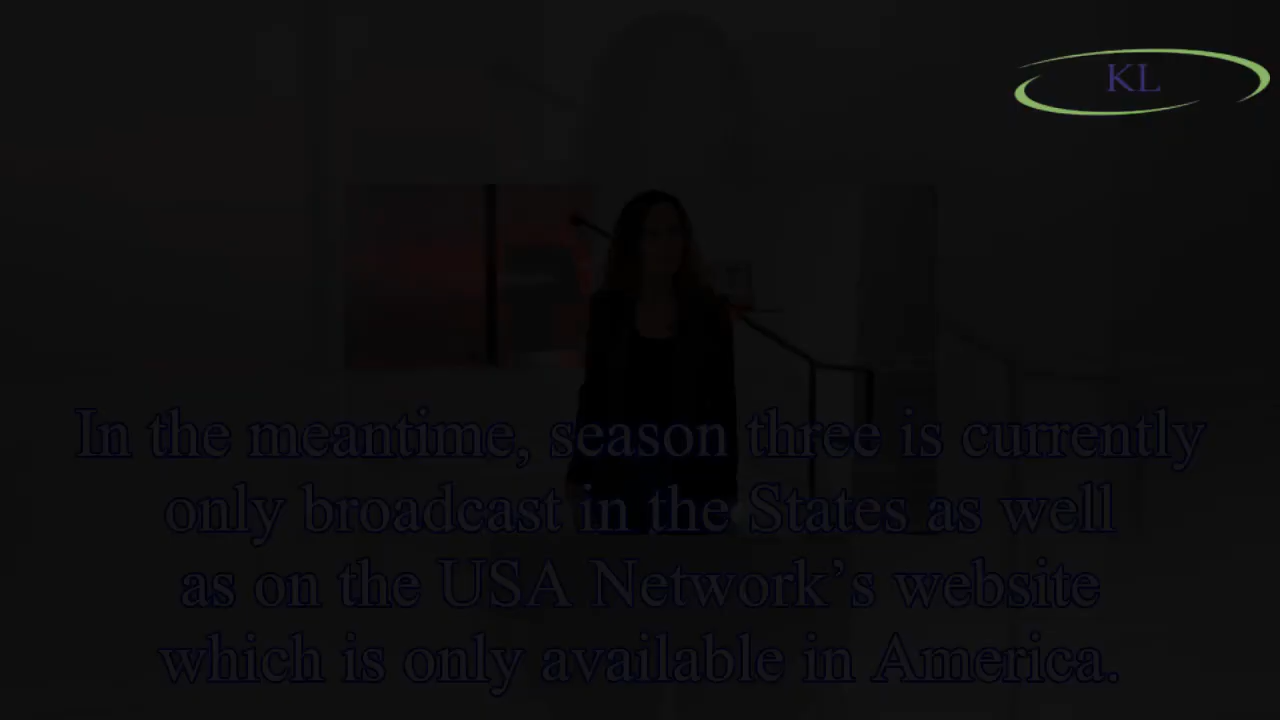 KL
In the meantime, season three is currently
only broadcast in the States as well
as on the USA Network’s website
which is only available in America.